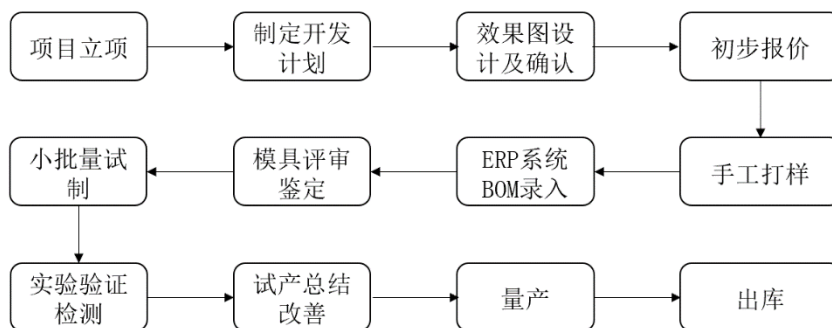 项目立项
制定开发
计划
效果图设
计及确认
初步报价
手工打样
ERP系统
BOM录入
模具评审
鉴定
小批量试
制
实验验证
检测
试产总结
改善
量产
出库